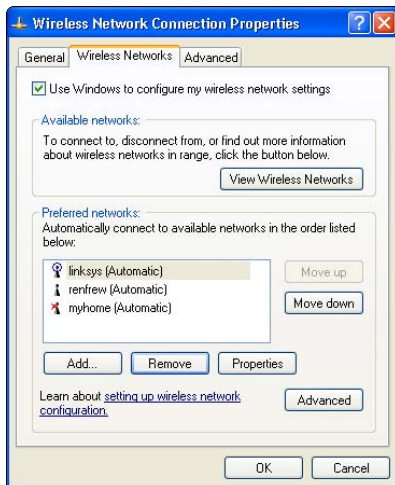 Wireless Network Connection Properties
General Wireless Networks Advanced
Use Windows to configure my wireless network settings
Available networks:
To connect to, disconnect from, or find out more information
about wireless networks in range, click the button below.
View Wireless Networks
Preferred networks:
Automatically connect to available networks in the order listed
below:
linksys (Automatic)
renfrew (Automatic)
myhome (Automatic)
Move up
Move down
Add... Remove Properties
Learn about setting up wireless network
configuration.
Advanced
OK Cancel